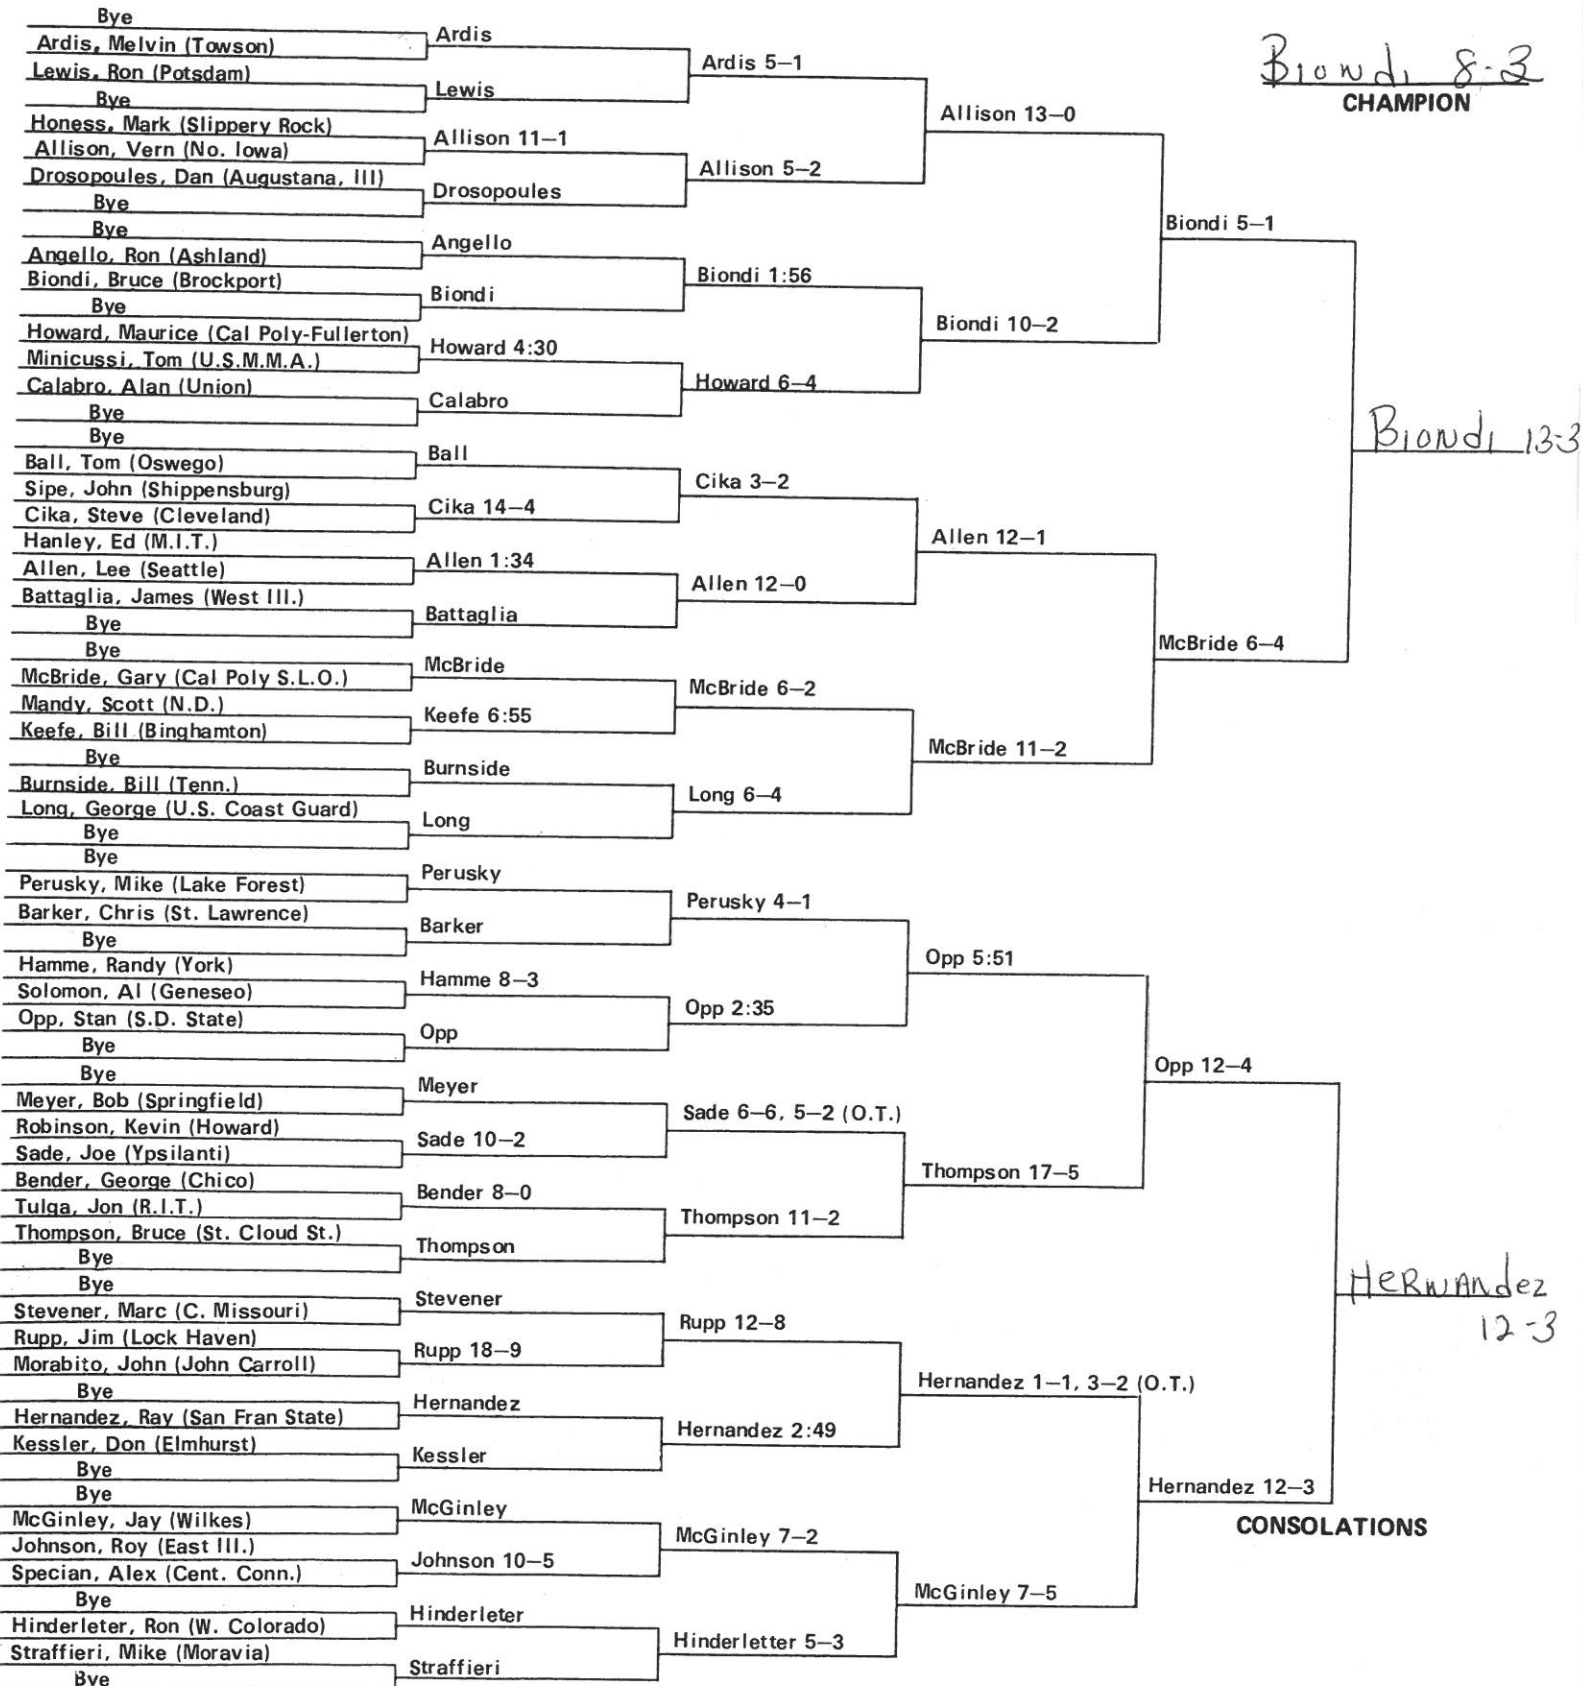 Bye
Ardis, Melvin (Towson)
Lewis, Ron (Potsdam)
Bye
Honess, Mark (Slippery Rock)
Allison, Vern (No. Iowa)
Drosopoules, Dan (Augustana, III)
Bye
Bye
Angello, Ron (Ashland)
Biondi, Bruce (Brockport)
Bye
Howard, Maurice (Cal Poly-Fullerton)
Minicussi, Tom (U.S.M.M.A.)
Calabro, Alan (Union)
Bye
Bye
Ball, Tom (Oswego)
Sipe, John (Shippensburg)
Cika, Steve (Cleveland)
Hanley, Ed (M.I.T.)
Allen, Lee (Seattle)
Battaglia, James (West III.)
Bye
Bye
McBride, Gary (Cal Poly S.L.O.)
Mandy, Scott (N.D.)
Keefe, Bill (Binghamton)
Bye
Burnside, Bill (Tenn.)
Long, George (U.S. Coast Guard)
Bye
Bye
Perusky, Mike (Lake Forest)
Barker, Chris (St. Lawrence)
Bye
Hamme, Randy (York)
Solomon, Al (Geneseo)
Opp, Stan (S.D. State)
Bye
Bye
Meyer, Bob (Springfield)
Robinson, Kevin (Howard)
Sade, Joe (Ypsilanti)
Bender, George (Chico)
Tulga, Jon (R.I.T.)
Thompson, Bruce (St. Cloud St.)
Bye
Bye
Stevener, Marc (C. Missouri)
Rupp, Jim (Lock Haven)
Morabito, John (John Carroll)
Bye
Hernandez, Ray (San Fran State)
Kessler, Don (Elmhurst)
Bye
Bye
McGinley, Jay (Wilkes)
Johnson, Roy (East III.)
Specian, Alex (Cent. Conn.)
Bye
Hinderleter, Ron (W. Colorado)
Straffieri, Mike (Moravia)
Bye
Ardis
Lewis
Allison 11–1
Drosopoules
Angello
Biondi
Howard 4:30
Calabro
Ball
Cika 14–4
Allen 1:34
Battaglia
McBride
Keefe 6:55
Burnside
Long
Perusky
Barker
Hamme 8–3
Opp
Meyer
Sade 10–2
Bender 8–0
Thompson
Stevener
Rupp 18–9
Hernandez
Kessler
McGinley
Johnson 10–5
Hinderleter
Straffieri
Ardis 5–1
Allison 5–2
Biondi 1:56
Howard 6–4
Cika 3–2
Allen 12–0
McBride 6–2
Long 6–4
Perusky 4–1
Opp 2:35
Sade 6–6, 5–2 (O.T.)
Thompson 11–2
Rupp 12–8
Hernandez 2:49
McGinley 7–2
Hinderletter 5–3
Allison 13–0
Biondi 10–2
Allen 12–1
McBride 11–2
Opp 5:51
Thompson 17–5
Hernandez 1–1, 3–2 (O.T.)
McGinley 7–5
Biondi 5–1
McBride 6–4
Opp 12–4
Hernandez 12–3
Biondi 13-3
Hernandez
12-3
Biondi 8-3
CHAMPION
CONSOLATIONS